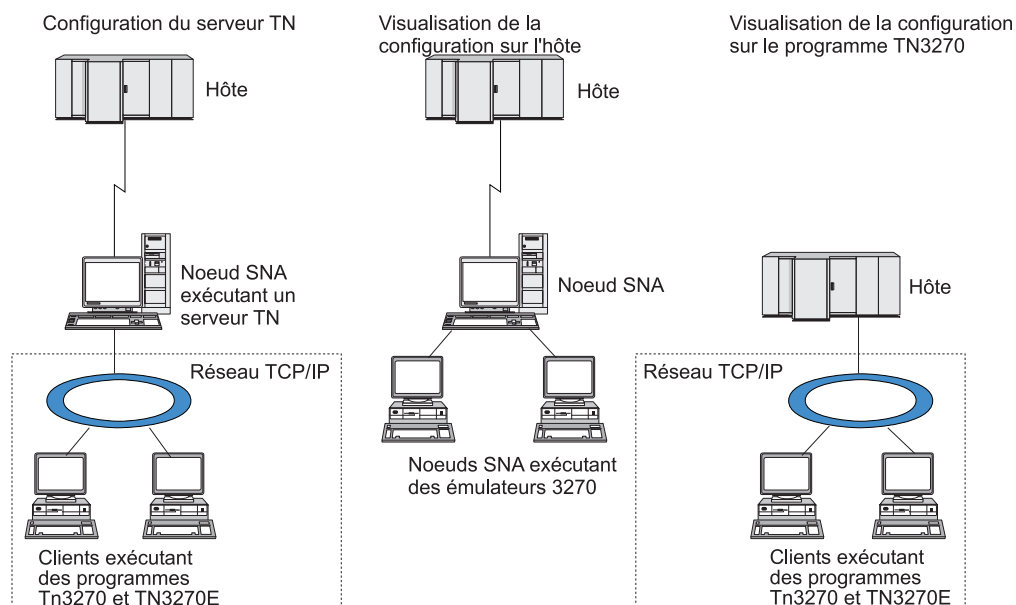 Configuration du serveur TN
Hôte
Noeud SNA
exécutant un
serveur TN
Réseau TCP/IP
Clients exécutant
des programmes
Tn3270 et TN3270E
Visualisation de la
configuration sur l'hôte
Hôte
Noeud SNA
Noeuds SNA exécutant
des émulateurs 3270
Visualisation de la configuration
sur le programme TN3270
Hôte
Réseau TCP/IP
Clients exécutant
des programmes
Tn3270 et TN3270E